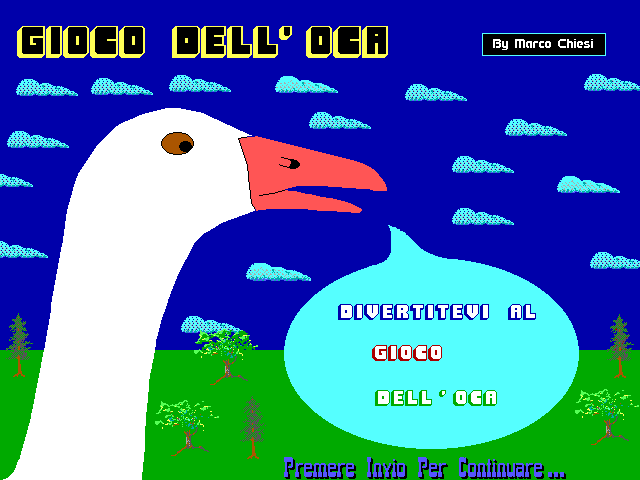 GIOCO DELL' OCA
By Marco Chiesi
DIVERTITEVI AL
GIOCO
DELL'OCA
Premere Invio Per Continuare...